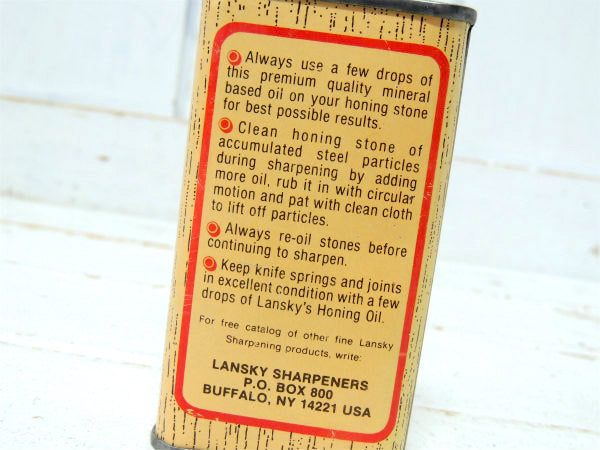 Always use a few drops of
this premium quality mineral
based oil on your honing stone
for best possible results.
Clean honing stone of
accumulated steel particles
during sharpening by adding
more oil, rub it in with circular
motion and pat with clean cloth
to lift off particles.
Always re-oil stones before
continuing to sharpen.
Keep knife springs and joints
in excellent condition with a few
drops of Lansky's Honing Oil.
For free catalog of other fine Lansky
Sharpening products, write:
LANSKY SHARPENERS
P.O. BOX 800
BUFFALO, NY 14221 USA